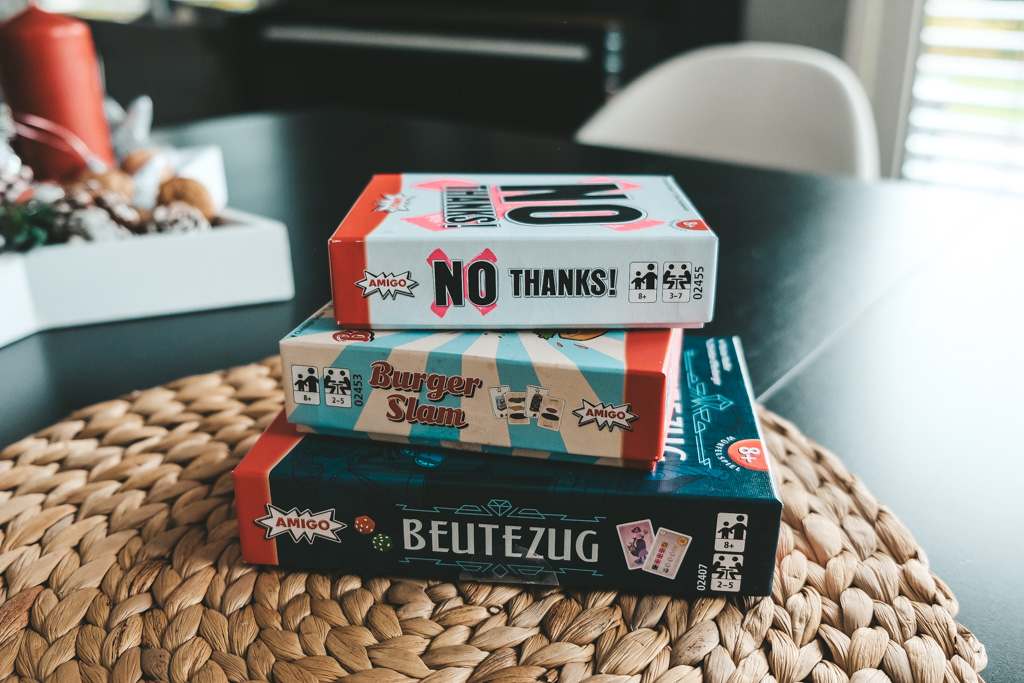 NO
THANKS!
AMIGO
NO THANKS!
8+
3-7
02455
8+
2-5
02453
Burger
Slam
AMIGO
8+
AMIGO
BEUTEZUG
8+
2-5
02407